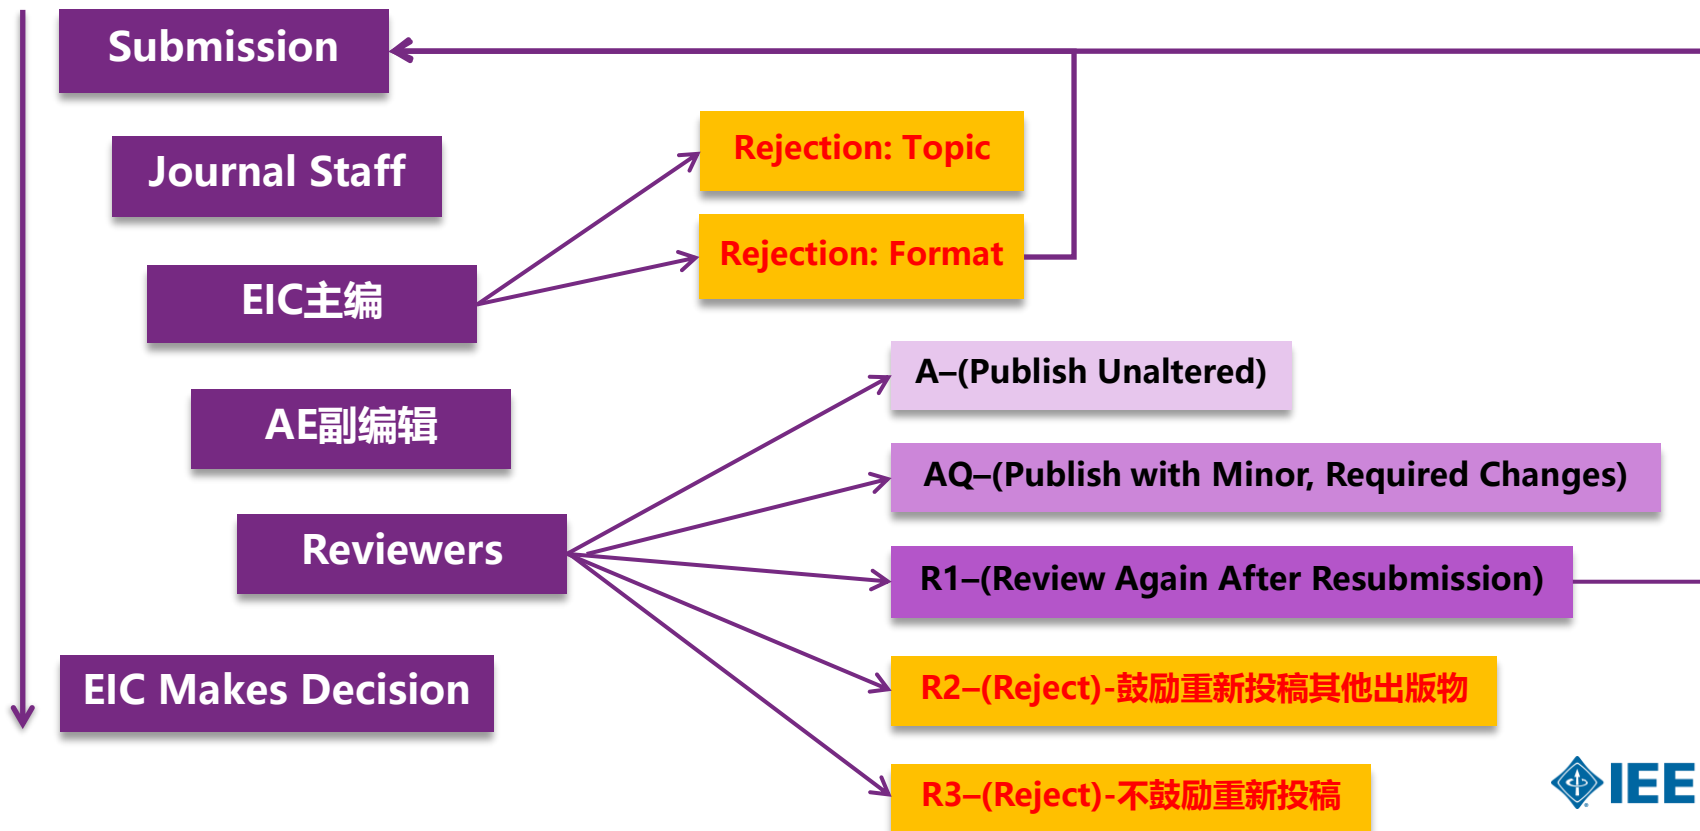 Submission
Journal Staff
Rejection: Topic
Rejection: Format
EIC主编
A–(Publish Unaltered)
AE副编辑
AQ–(Publish with Minor, Required Changes)
Reviewers
R1–(Review Again After Resubmission)
EIC Makes Decision
R2–(Reject)-鼓励重新投稿其他出版物
R3–(Reject)-不鼓励重新投稿
IEE